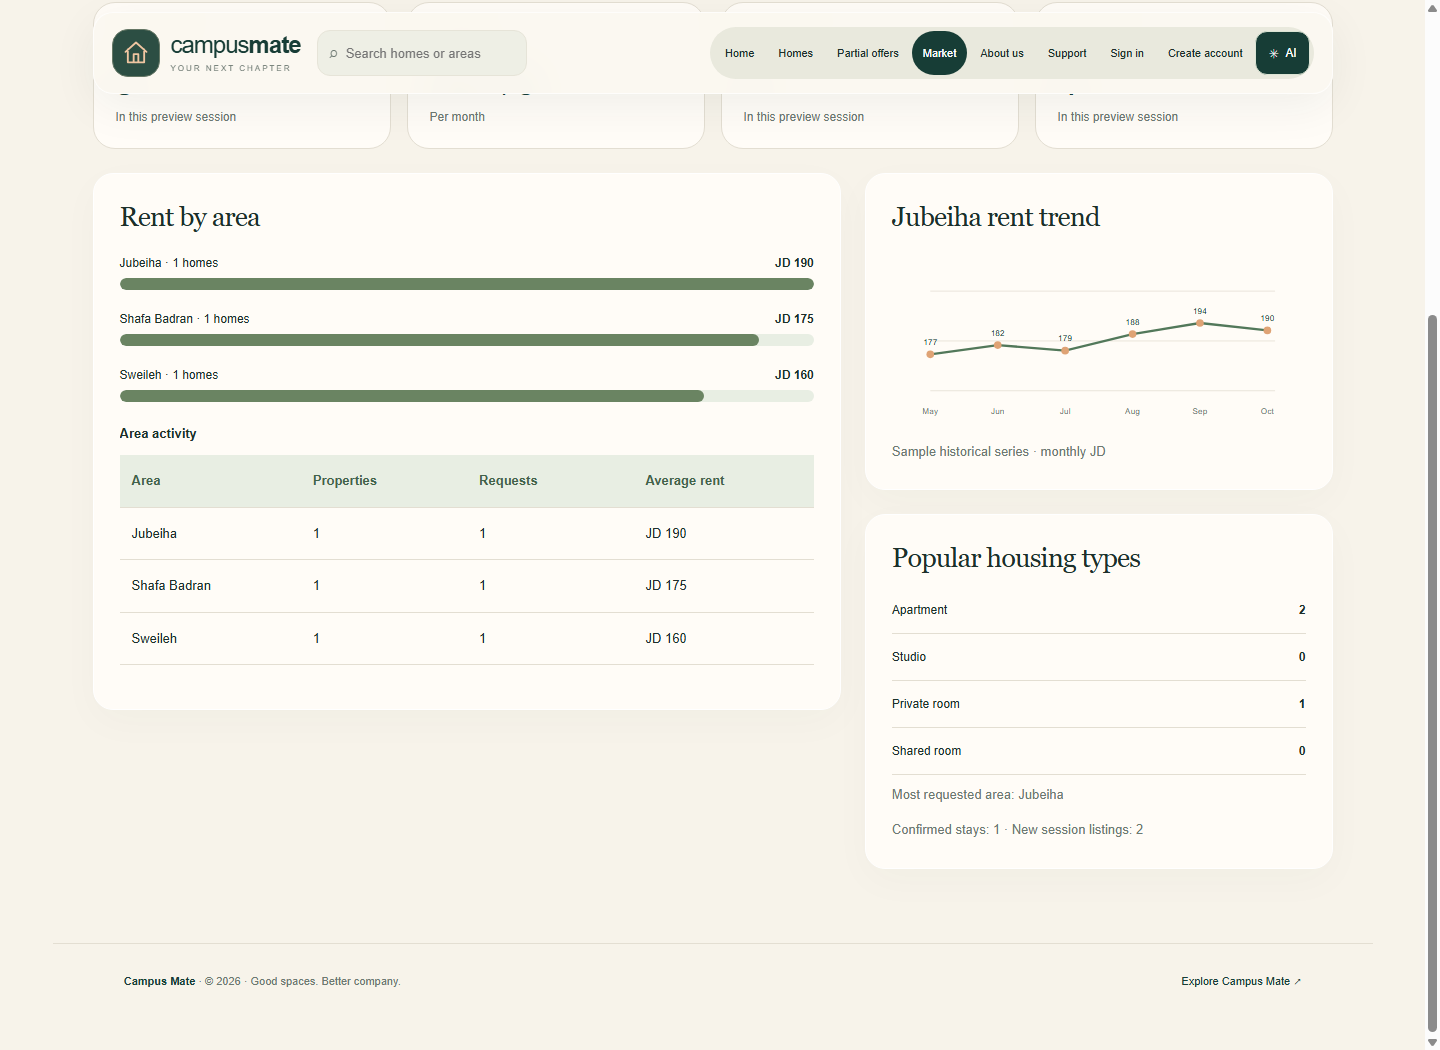 campusmate
YOUR NEXT CHAPTER
Search homes or areas
Home
Homes
Partial offers
Market
About us
Support
Sign in
Create account
AI
In this preview session
Per month
In this preview session
In this preview session
Rent by area
Jubeiha · 1 homes JD 190
Shafa Badran · 1 homes JD 175
Sweileh · 1 homes JD 160
Area activity
Area Properties Requests Average rent
Jubeiha 1 1 JD 190
Shafa Badran 1 1 JD 175
Sweileh 1 1 JD 160
Jubeiha rent trend
177 182 179 188 194 190
May Jun Jul Aug Sep Oct
Sample historical series · monthly JD
Popular housing types
Apartment 2
Studio 0
Private room 1
Shared room 0
Most requested area: Jubeiha
Confirmed stays: 1 · New session listings: 2
Campus Mate · © 2026 · Good spaces. Better company.
Explore Campus Mate ↗